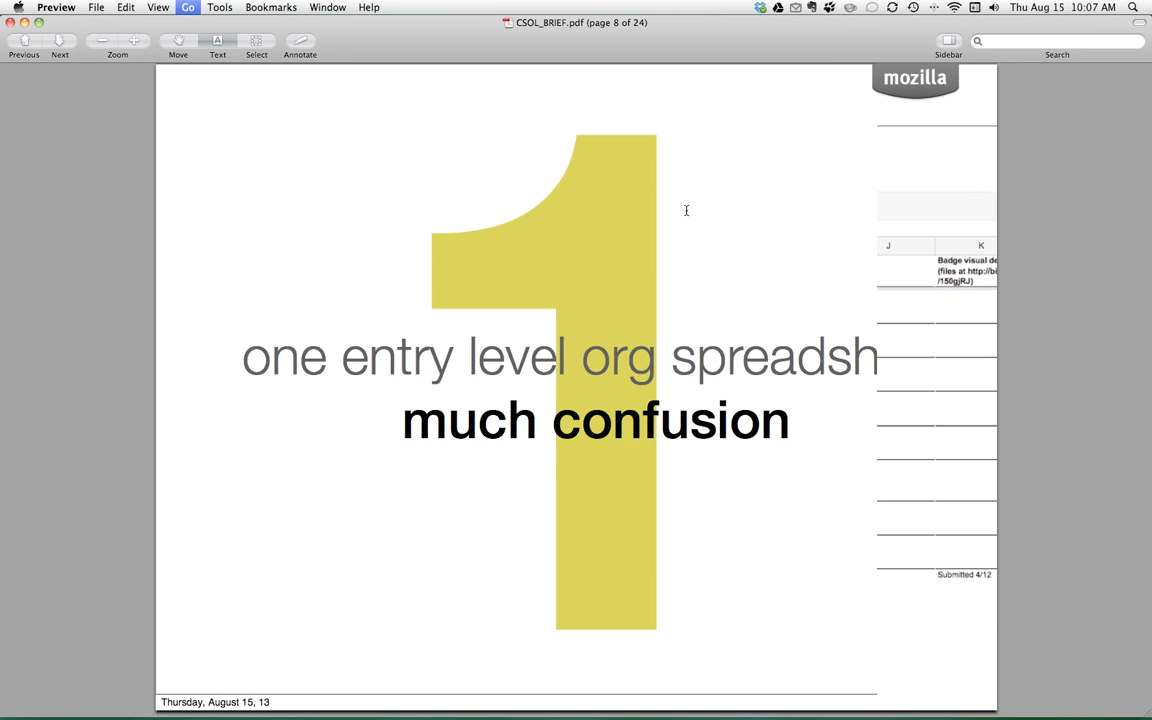 Preview File Edit View Go Tools Bookmarks Window Help Thu Aug 15 10:07 AM
CSOL_BRIEF.pdf (page 8 of 24)
Previous Next Zoom Move Text Select Annotate Sidebar Search
mozilla
1
J K
Badge visual de
(files at http://bi
/150gjRJ)
one entry level org spreadsh
much confusion
Submitted 4/12
Thursday, August 15, 13